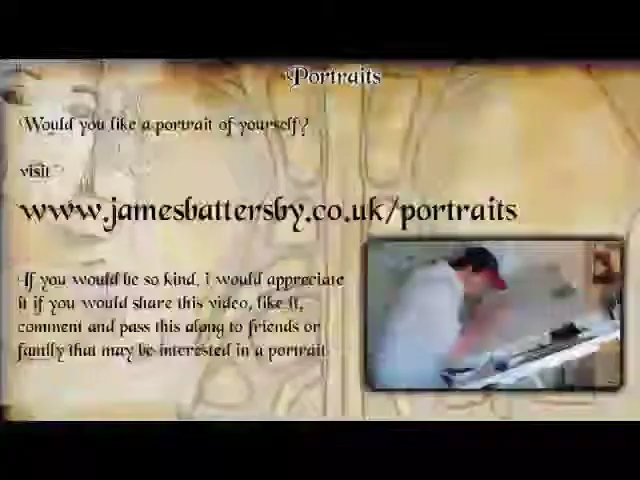 Portraits
Would you like a portrait of yourself?
visit
www.jamesbattersby.co.uk/portraits
If you would be so kind, I would appreciate
it if you would share this video, like it,
comment and pass this along to friends or
family that may be interested in a portrait